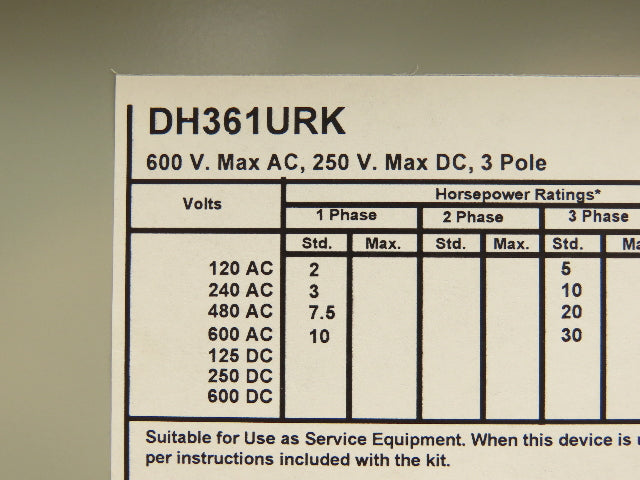 DH361URK
600 V. Max AC, 250 V. Max DC, 3 Pole
Volts
Horsepower Ratings*
1 Phase 2 Phase 3 Phase
Std. Max. Std. Max. Std.
120 AC 2 5
240 AC 3 10
480 AC 7.5 20
600 AC 10 30
125 DC
250 DC
600 DC
Suitable for Use as Service Equipment. When this device is
per instructions included with the kit.